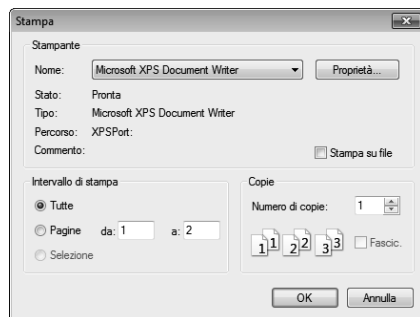 Stampa
Stampante
Nome: Microsoft XPS Document Writer Proprietà...
Stato: Pronta
Tipo: Microsoft XPS Document Writer
Percorso: XPSPort:
Commento: Stampa su file
Intervallo di stampa
Tutte
Pagine da: 1 a: 2
Selezione
Copie
Numero di copie: 1
1 1 2 2 3 3 Fascic.
OK Annulla